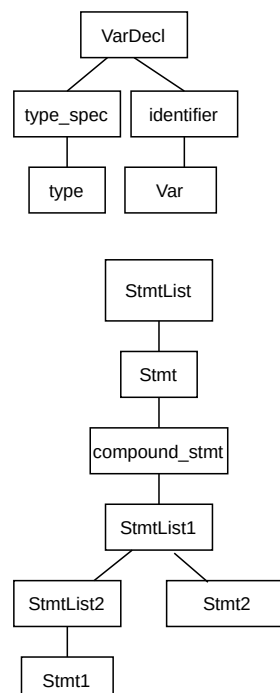 VarDecl
type_spec identifier
type Var
StmtList
Stmt
compound_stmt
StmtList1
StmtList2 Stmt2
Stmt1